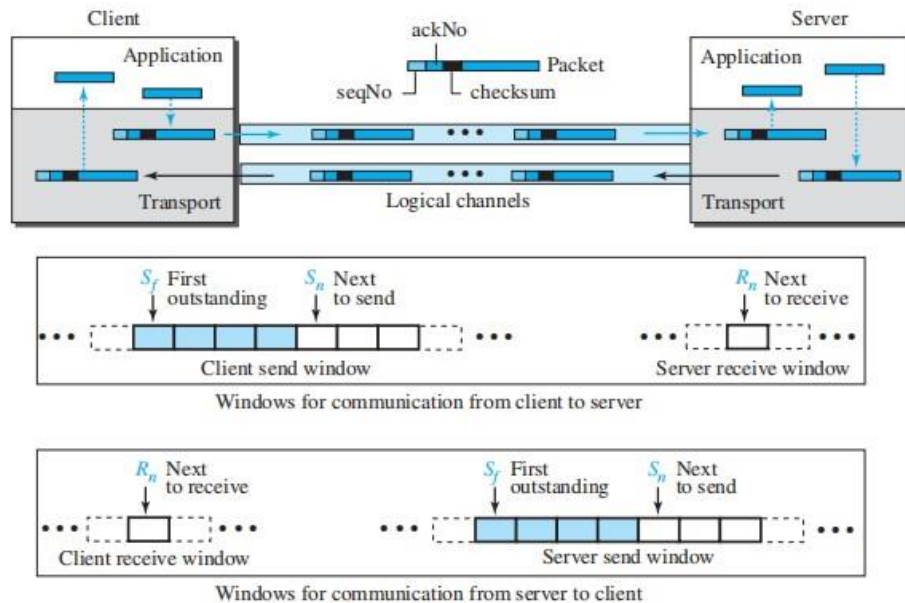 Client
Server
Application
ackNo
Packet
seqNo
checksum
Application
Transport
Logical channels
Transport
Sf First
outstanding
Sn Next
to send
Rn Next
to receive
Client send window
Server receive window
Windows for communication from client to server
Rn Next
to receive
Sf First
outstanding
Sn Next
to send
Client receive window
Server send window
Windows for communication from server to client